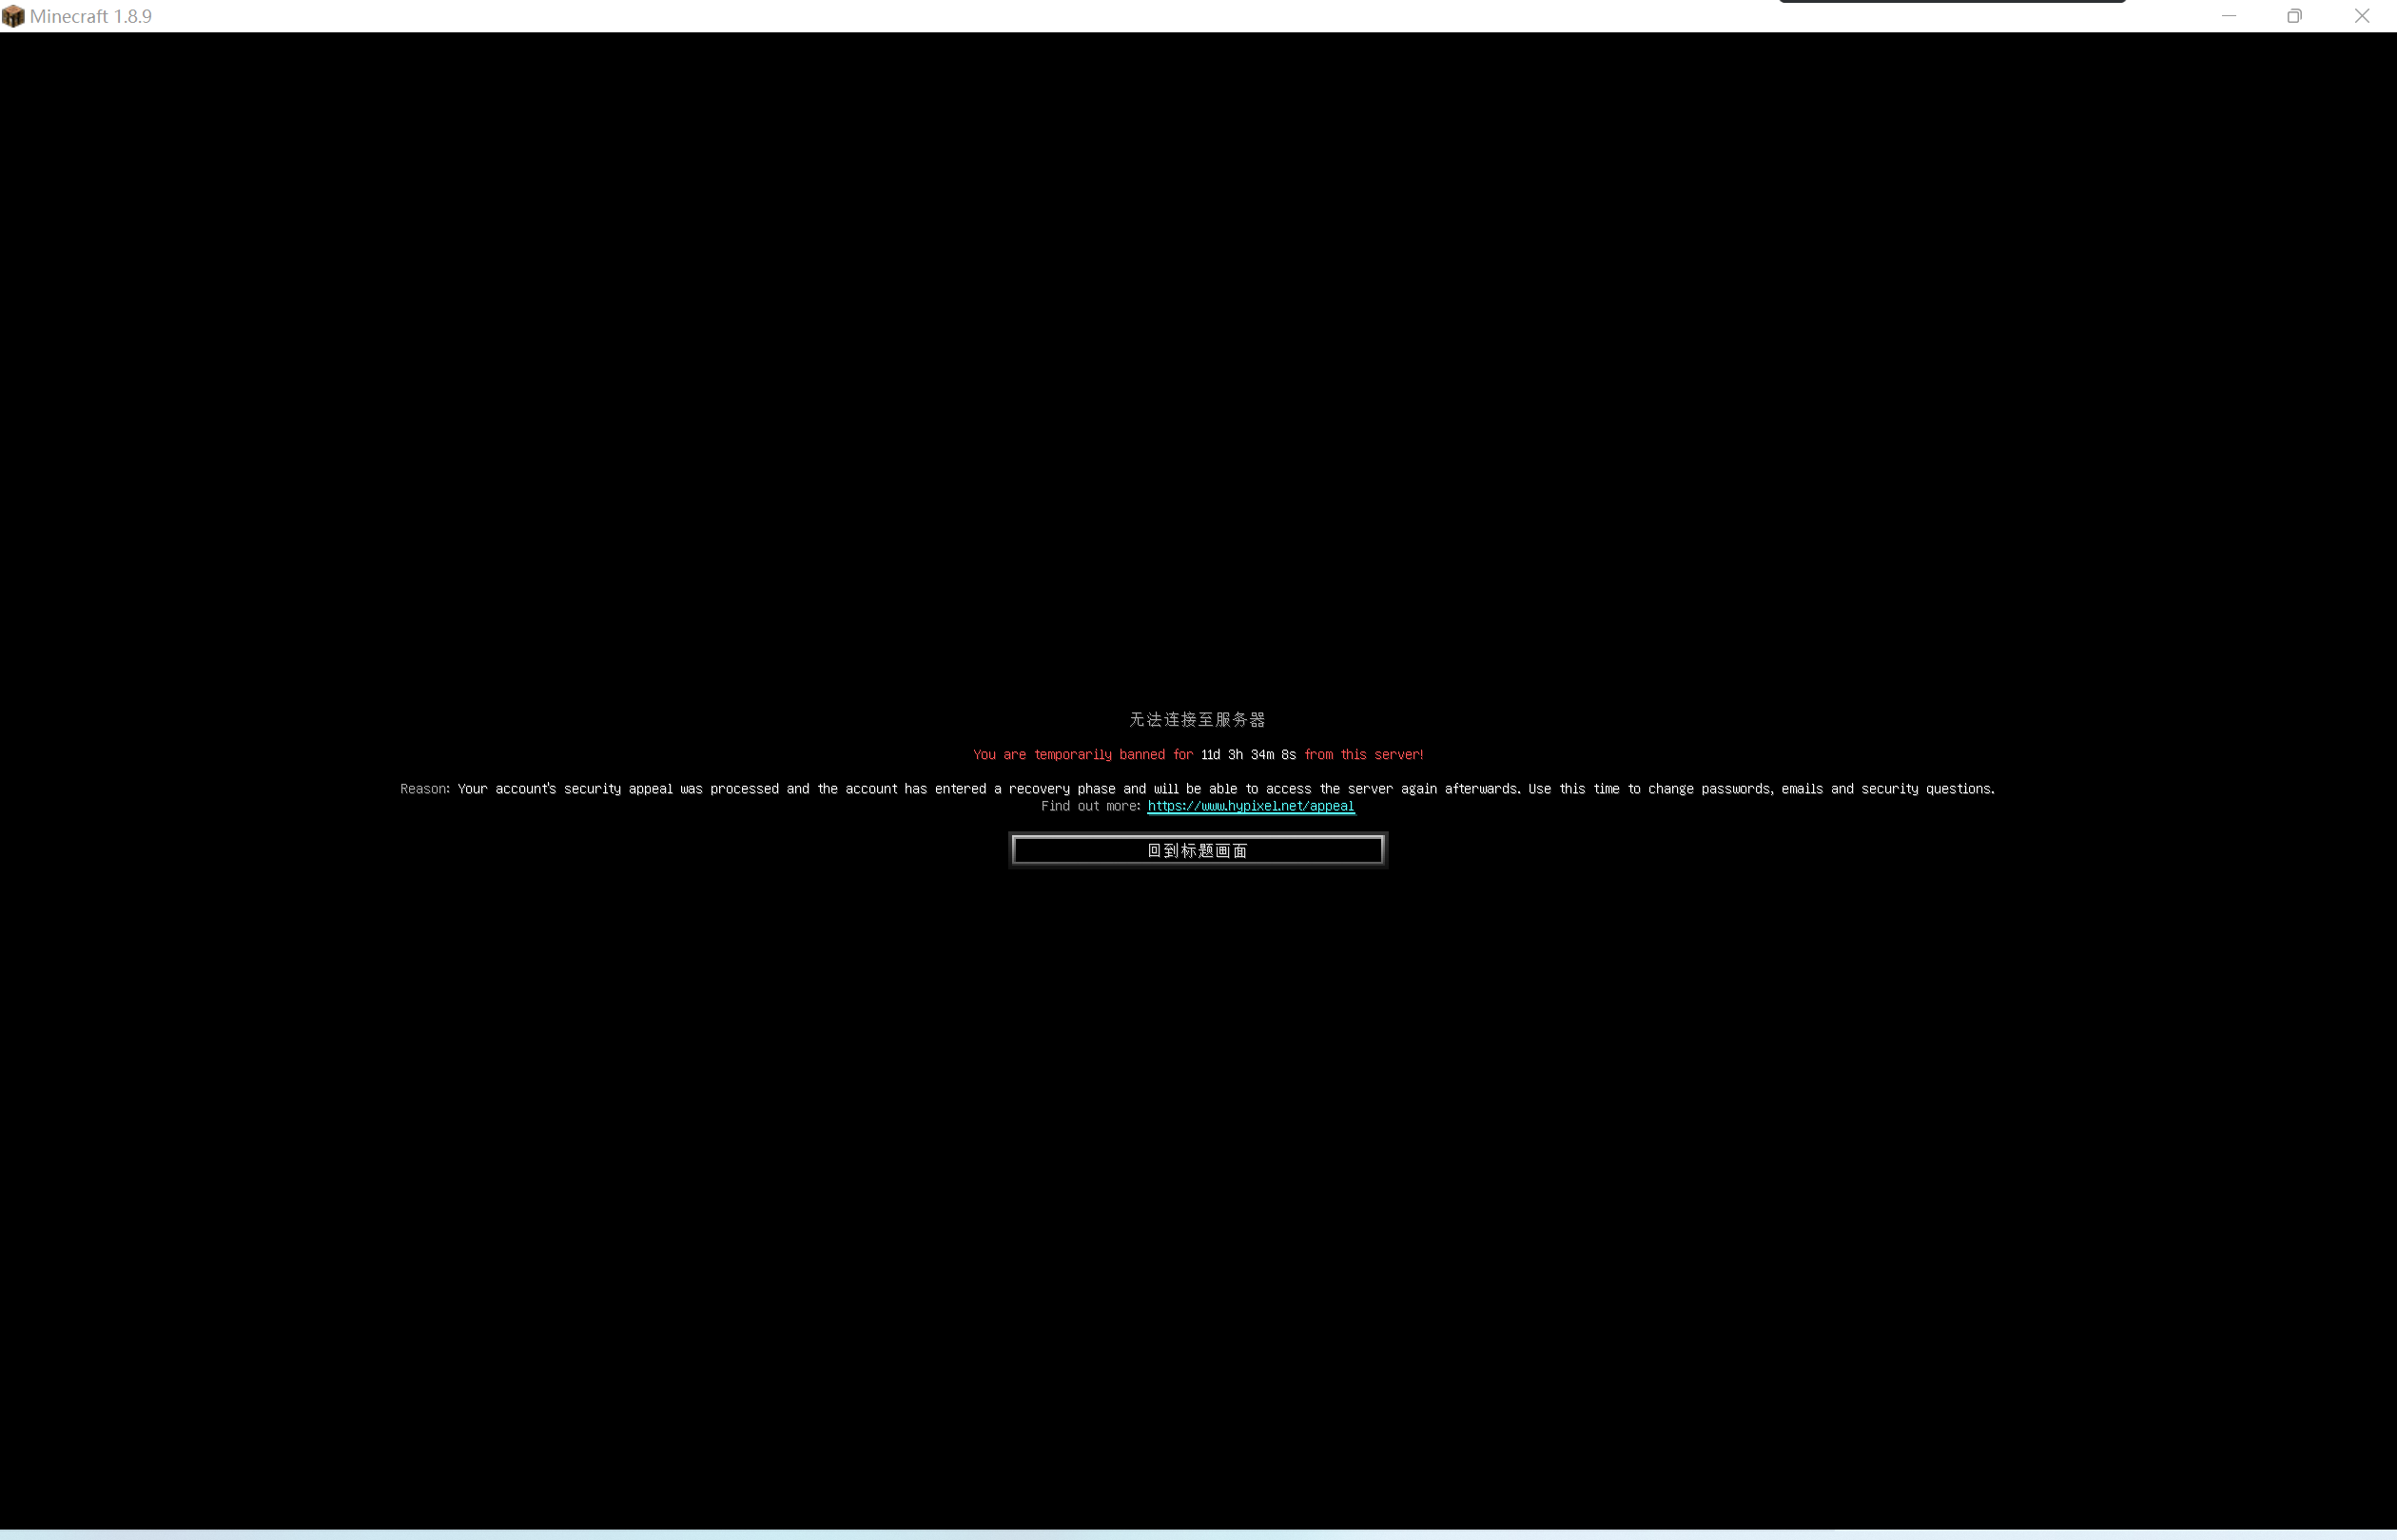 Minecraft 1.8.9
无法连接至服务器
You are temporarily banned for 11d 3h 34m 8s from this server!
Reason: Your account's security appeal was processed and the account has entered a recovery phase and will be able to access the server again afterwards. Use this time to change passwords, emails and security questions.
Find out more: https://www.hypixel.net/appeal
回到标题画面